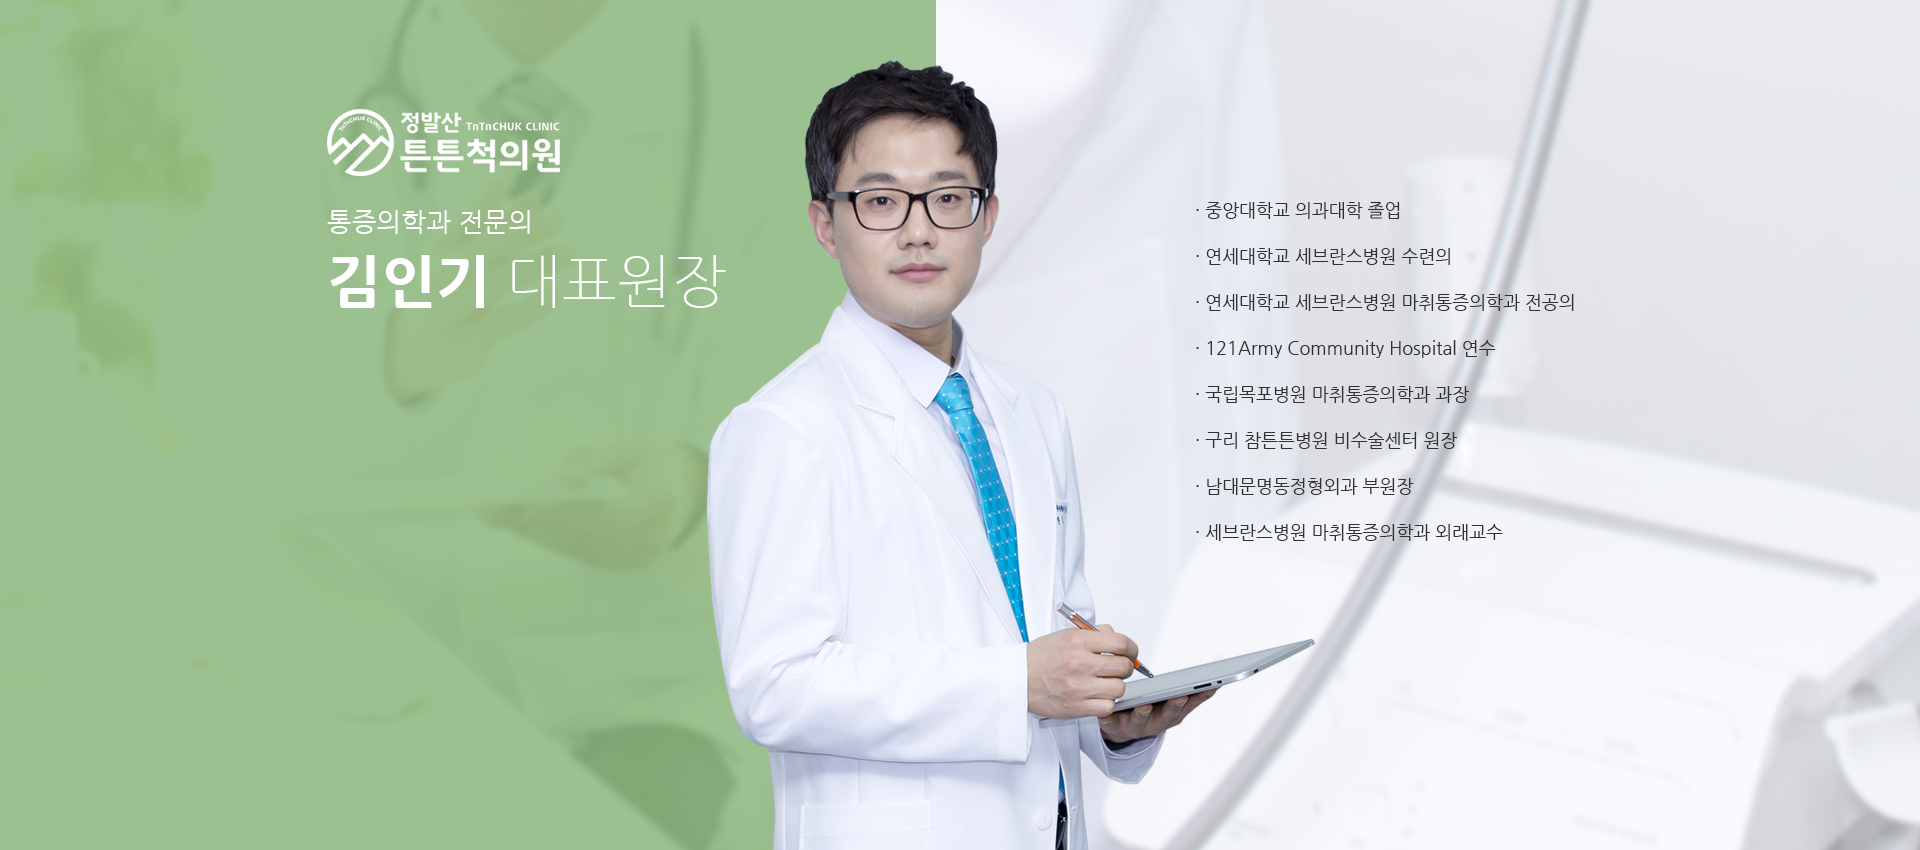 TnTnCHUK CLINIC
정발산 TnTnCHUK CLINIC
튼튼척의원
통증의학과 전문의
김인기 대표원장
· 중앙대학교 의과대학 졸업
· 연세대학교 세브란스병원 수련의
· 연세대학교 세브란스병원 마취통증의학과 전공의
· 121Army Community Hospital 연수
· 국립목포병원 마취통증의학과 과장
· 구리 참튼튼병원 비수술센터 원장
· 남대문명동정형외과 부원장
· 세브란스병원 마취통증의학과 외래교수